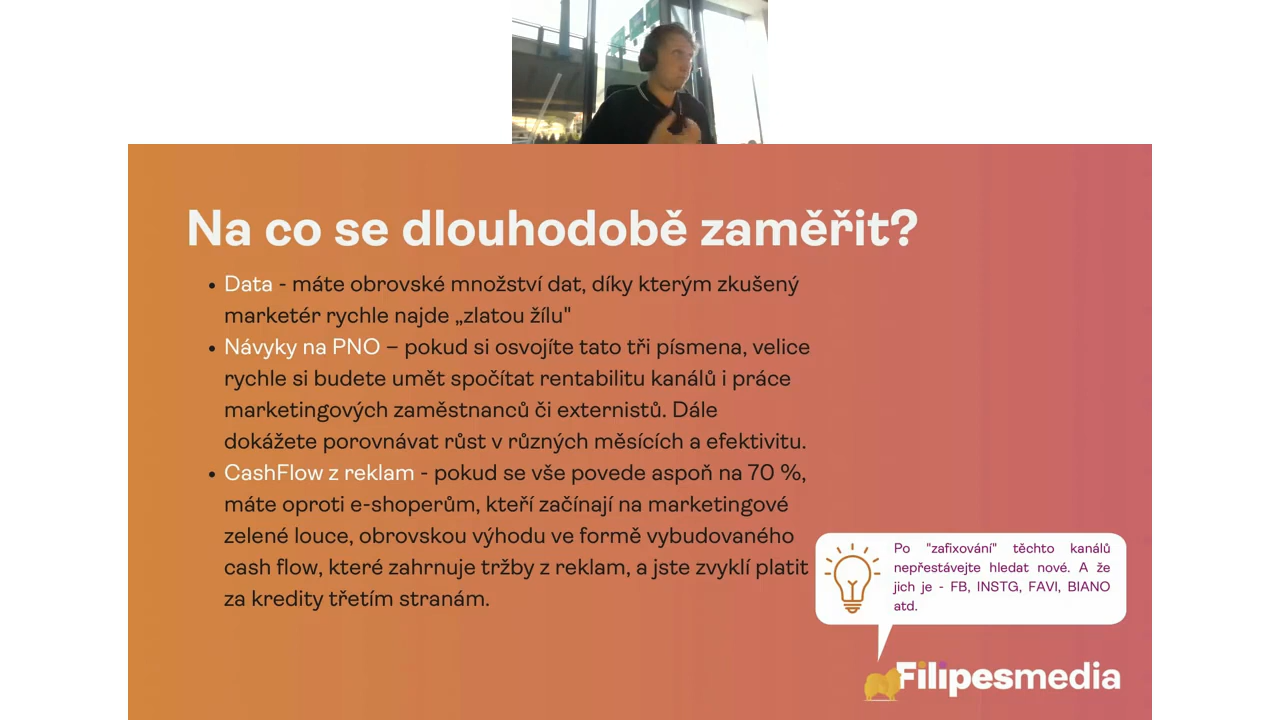 Na co se dlouhodobě zaměřit?
Data - máte obrovské množství dat, díky kterým zkušený
marketér rychle najde „zlatou žílu"
Návyky na PNO – pokud si osvojíte tato tři písmena, velice
rychle si budete umět spočítat rentabilitu kanálů i práce
marketingových zaměstnanců či externistů. Dále
dokážete porovnávat růst v různých měsících a efektivitu.
CashFlow z reklam - pokud se vše povede aspoň na 70 %,
máte oproti e-shoperům, kteří začínají na marketingové
zelené louce, obrovskou výhodu ve formě vybudovaného
cash flow, které zahrnuje tržby z reklam, a jste zvyklí platit
za kredity třetím stranám.
Po "zafixování" těchto kanálů
nepřestávejte hledat nové. A že
jich je - FB, INSTG, FAVI, BIANO
atd.
Filipesmedia